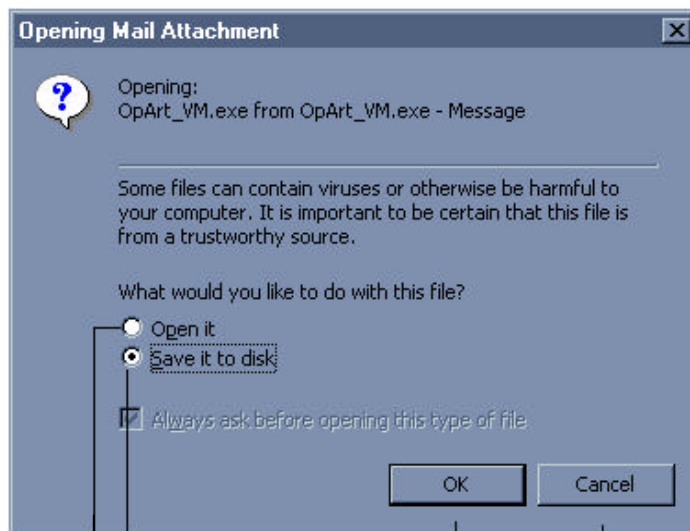 Opening Mail Attachment
Opening:
OpArt_VM.exe from OpArt_VM.exe - Message
Some files can contain viruses or otherwise be harmful to
your computer. It is important to be certain that this file is
from a trustworthy source.
What would you like to do with this file?
Open it
Save it to disk
Always ask before opening this type of file
OK
Cancel